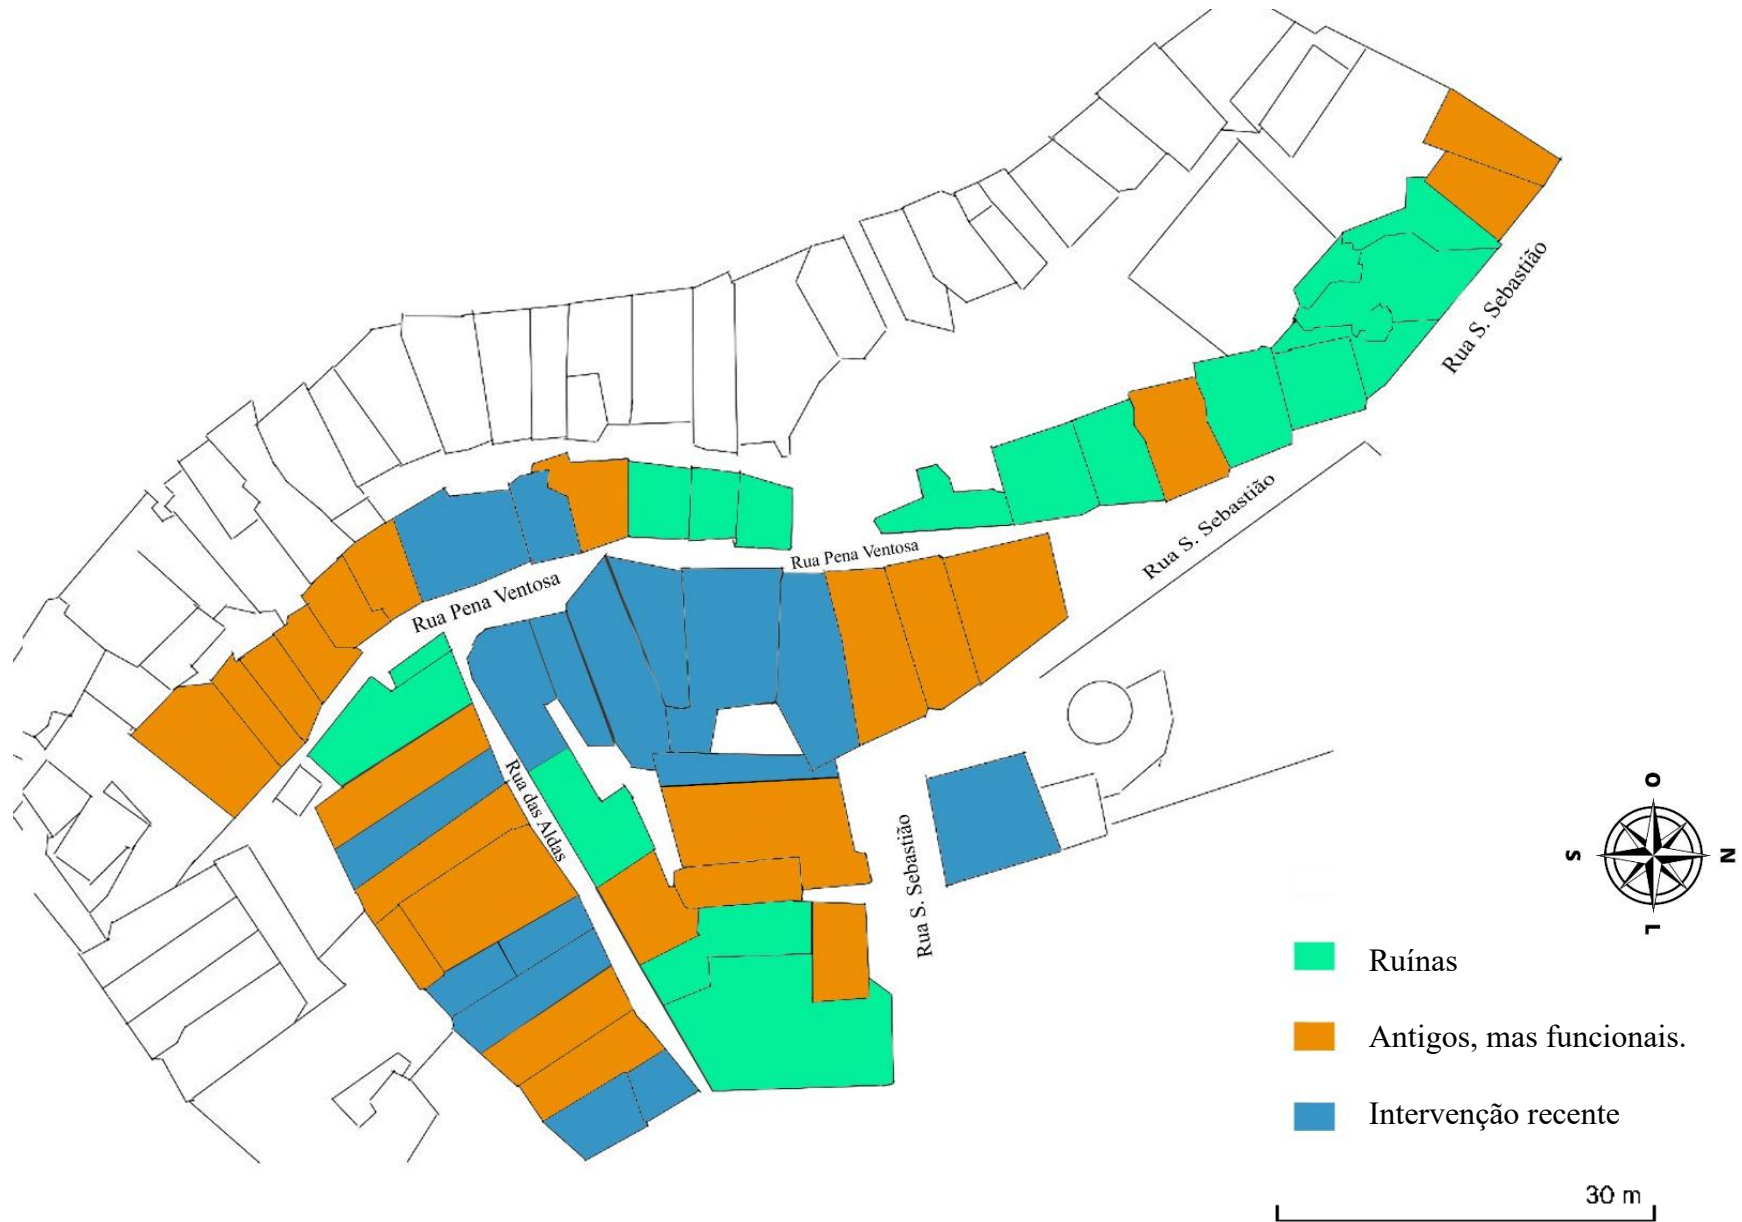 Rua S. Sebastião
Rua S. Sebastião
Rua Pena Ventosa
Rua Pena Ventosa
Rua das Aldas
Rua S. Sebastião
O
S
N
L
Ruínas
Antigos, mas funcionais.
Intervenção recente
30 m